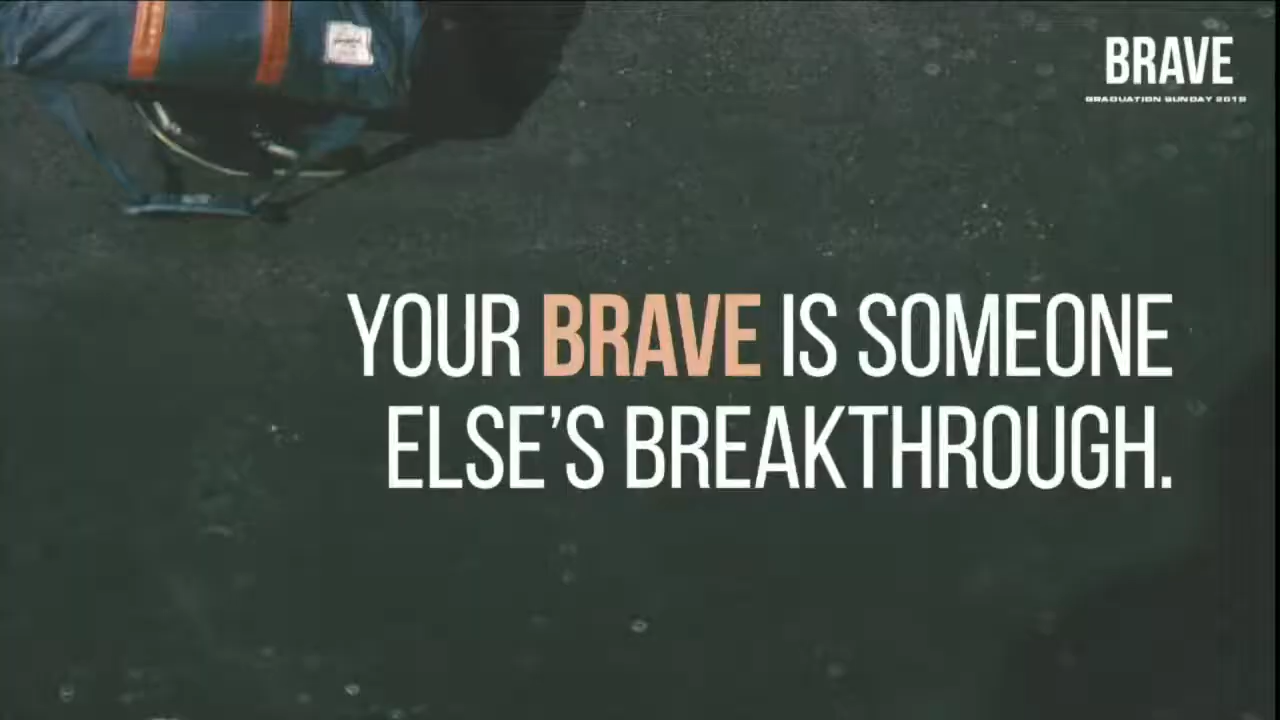 BRAVE
GRADUATION SUNDAY 2019
YOUR BRAVE IS SOMEONE
ELSE'S BREAKTHROUGH.